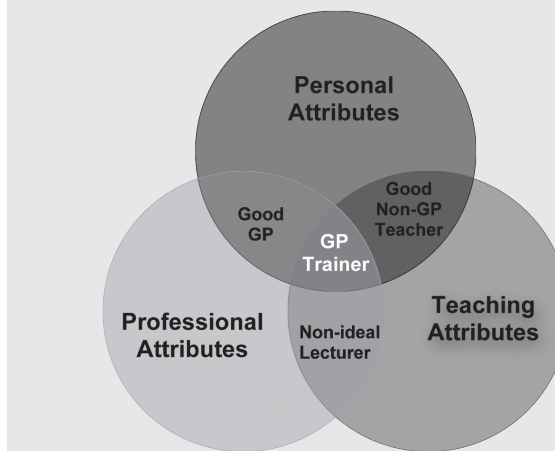 Personal
Attributes
Good
Non-GP
Teacher
Good
GP
GP
Trainer
Teaching
Attributes
Professional
Attributes
Non-ideal
Lecturer